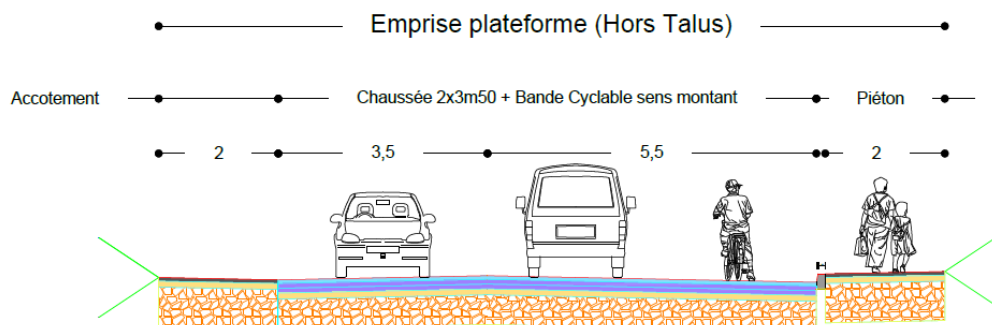 Emprise plateforme (Hors Talus)
Accotement Chaussée 2x3m50 + Bande Cyclable sens montant Piéton
2 3,5 5,5 2